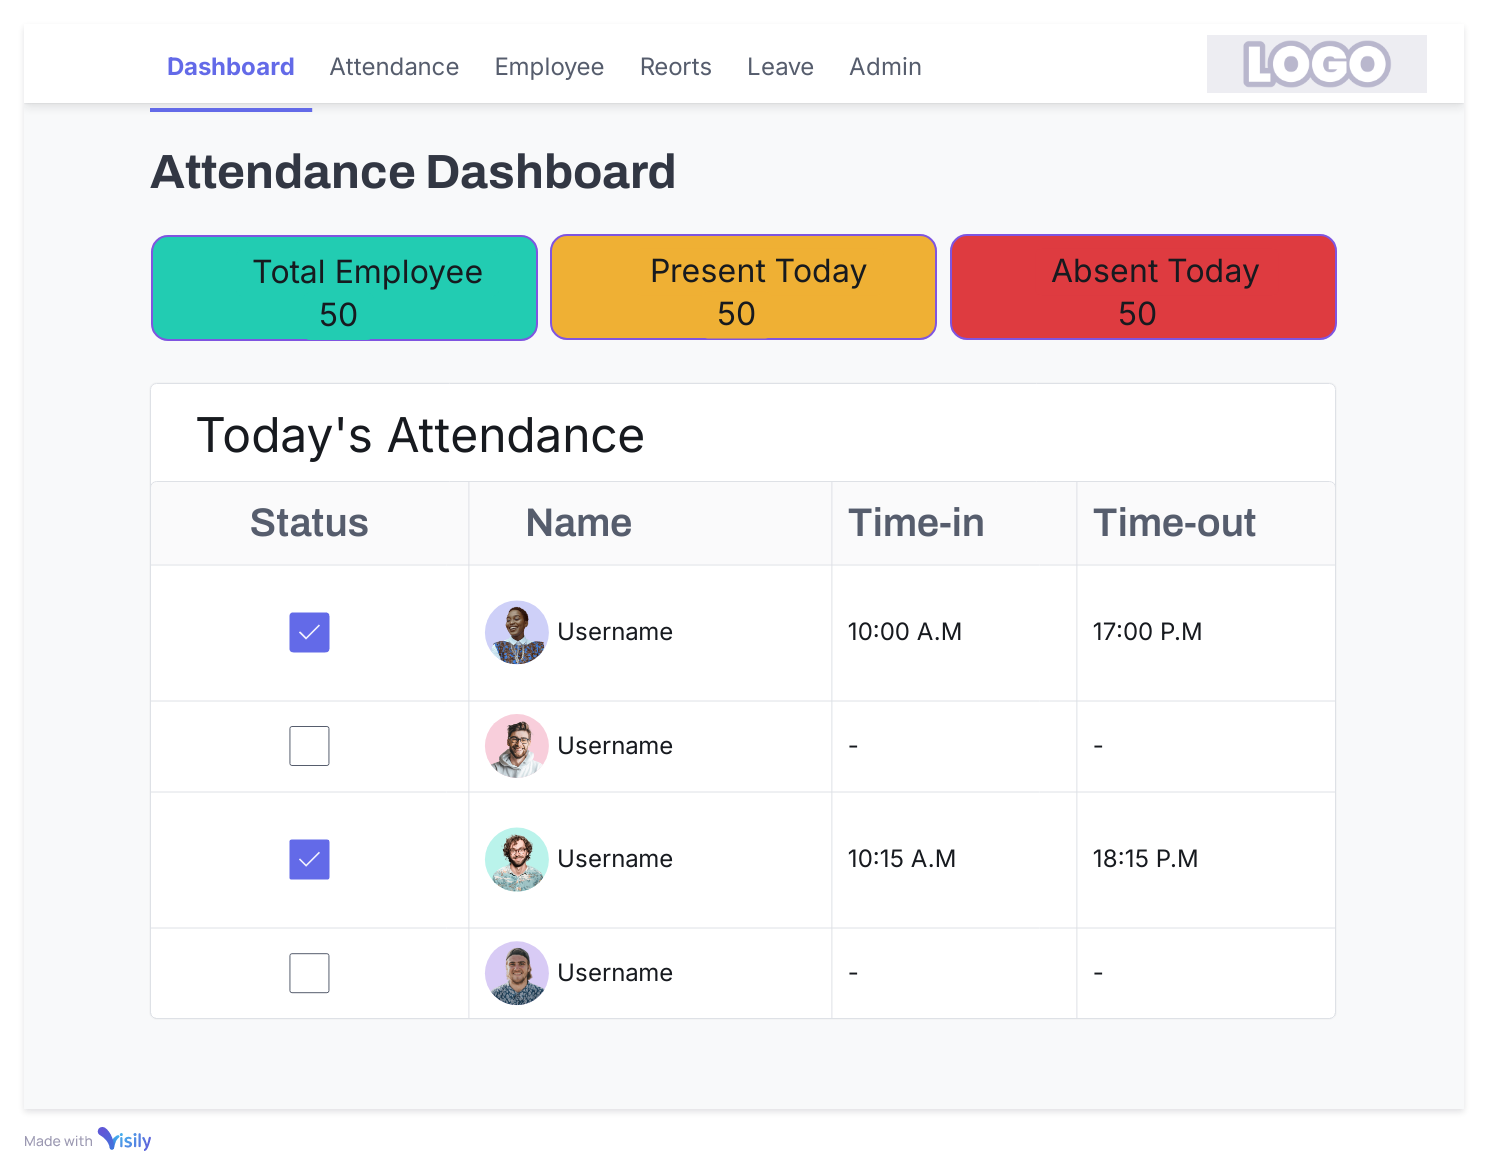 Dashboard Attendance Employee Reorts Leave Admin LOGO
Attendance Dashboard
Total Employee Present Today Absent Today
50 50 50
Today's Attendance
Status Name Time-in Time-out
Username 10:00 A.M 17:00 P.M
Username - -
Username 10:15 A.M 18:15 P.M
Username - -
Made with Visily